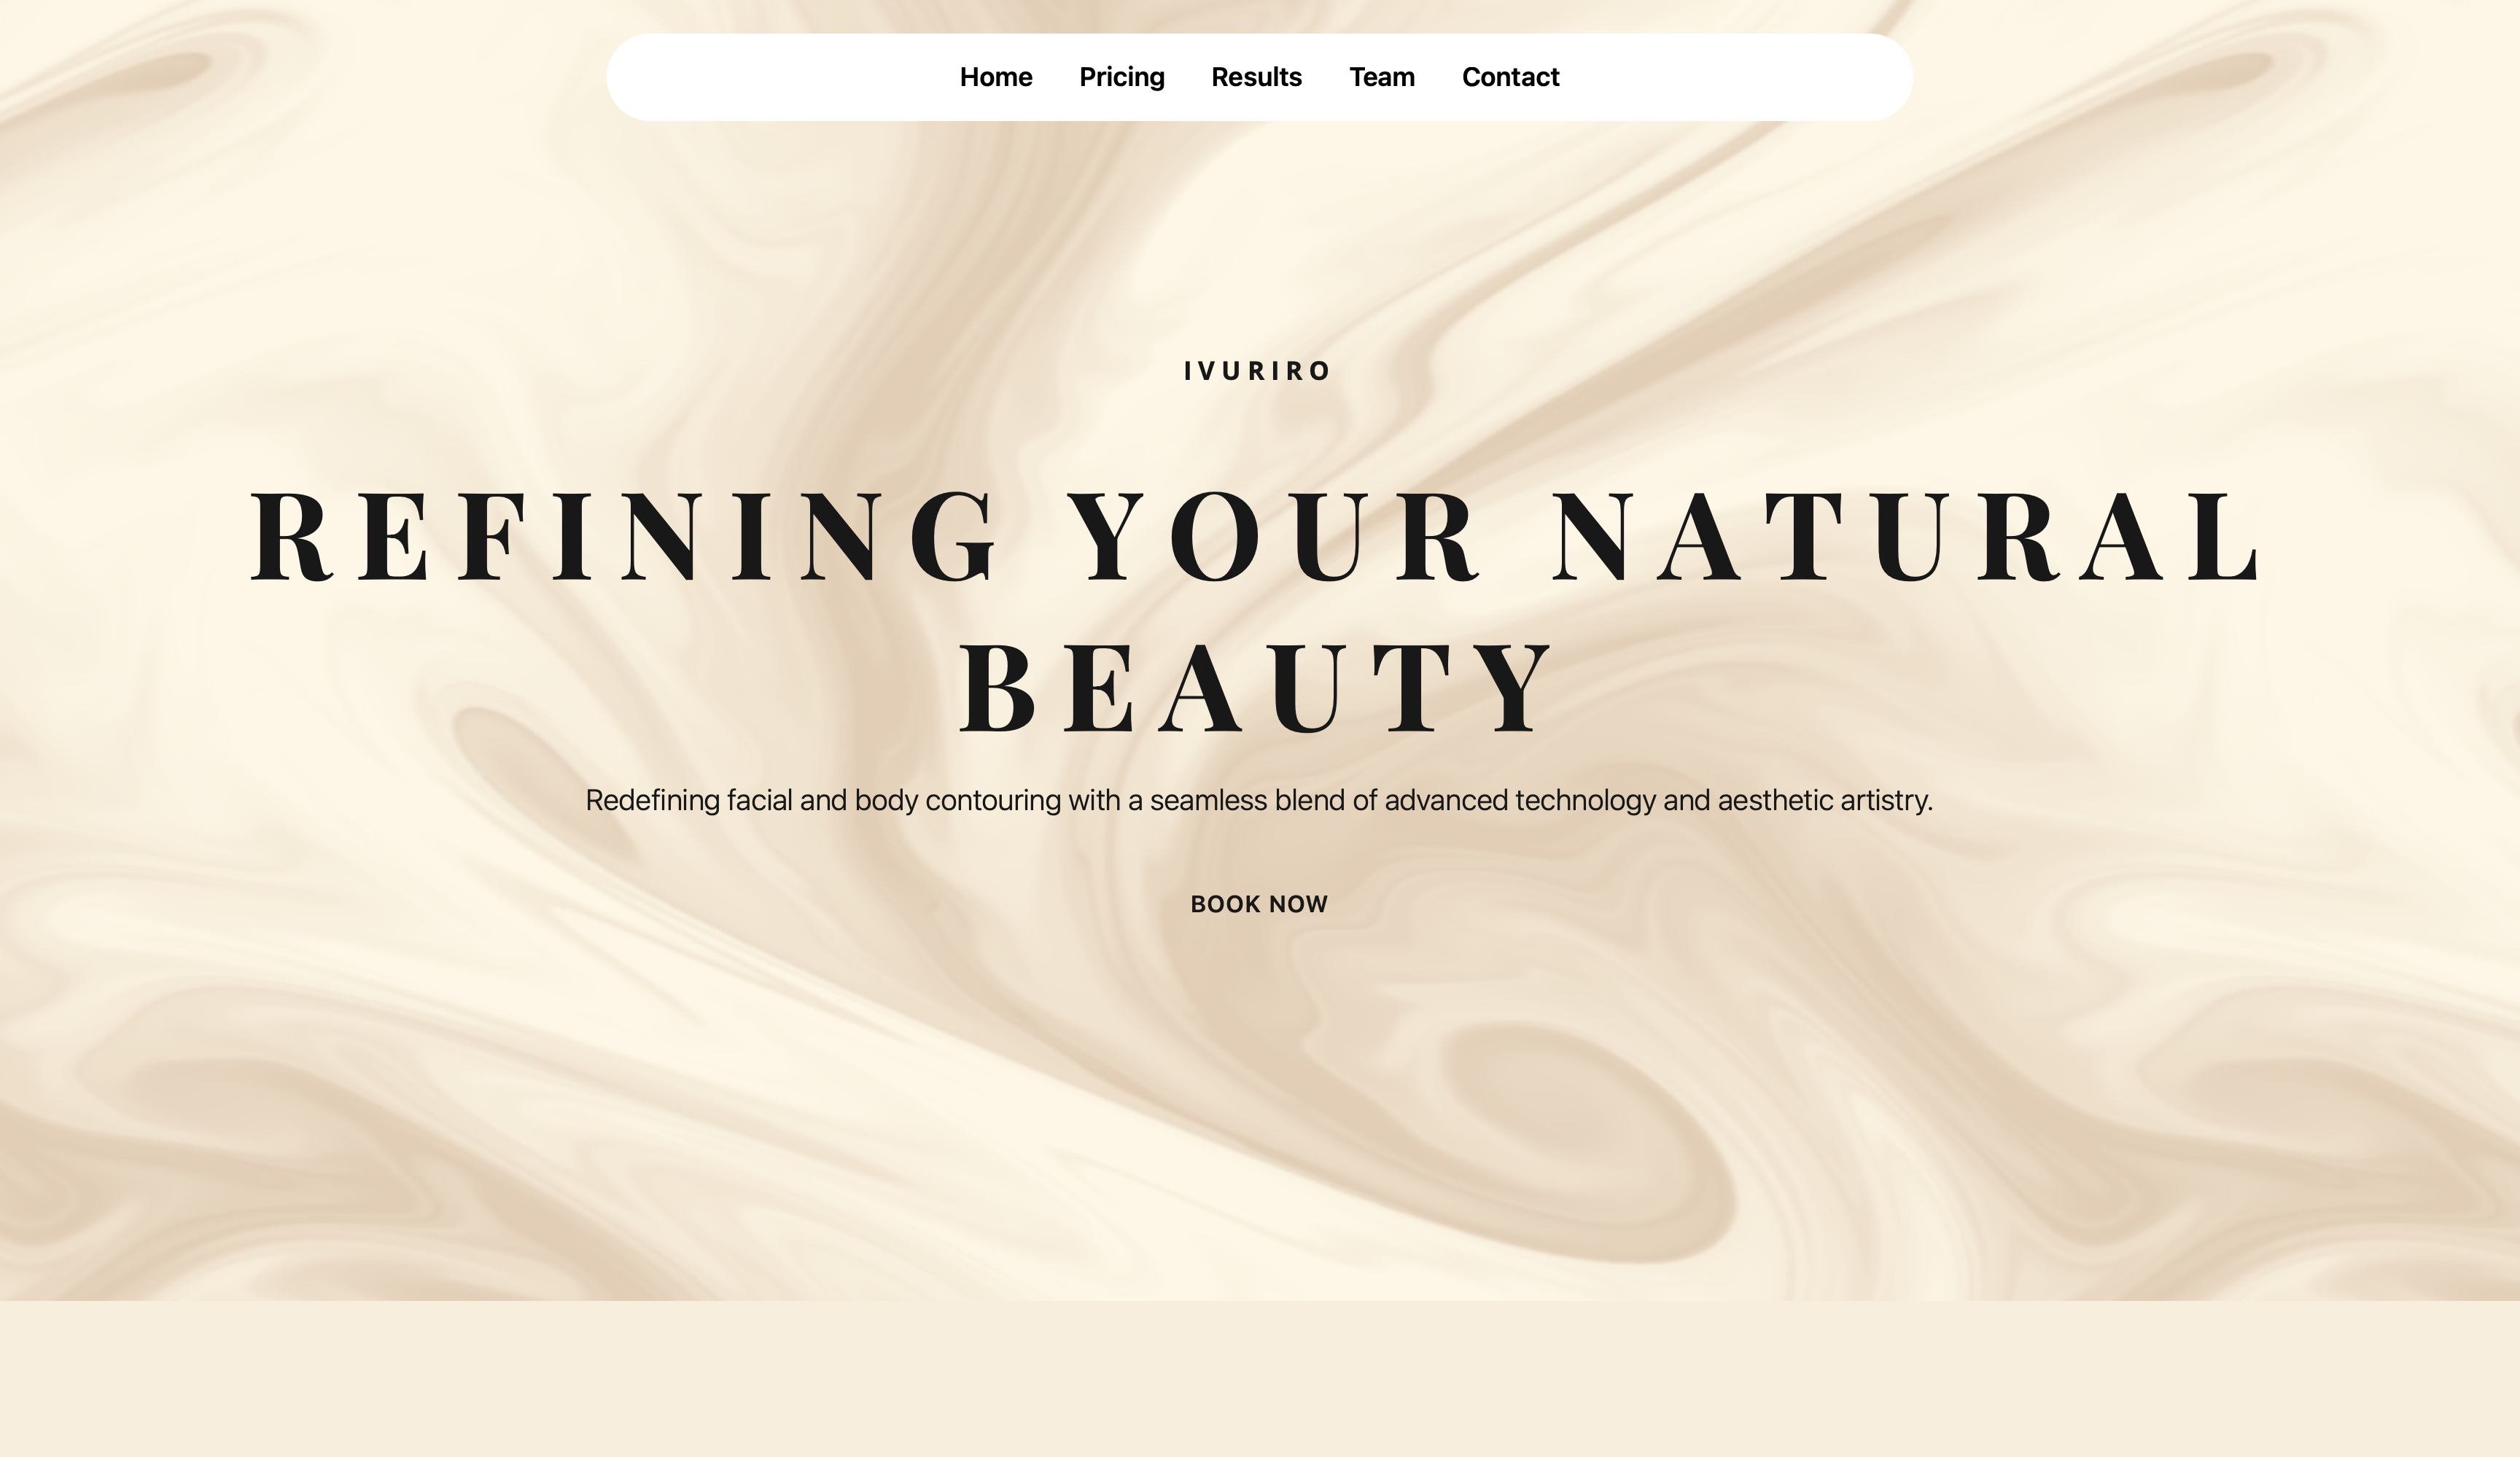 Home Pricing Results Team Contact
IVURIRO
REFINING YOUR NATURAL
BEAUTY
Redefining facial and body contouring with a seamless blend of advanced technology and aesthetic artistry.
BOOK NOW